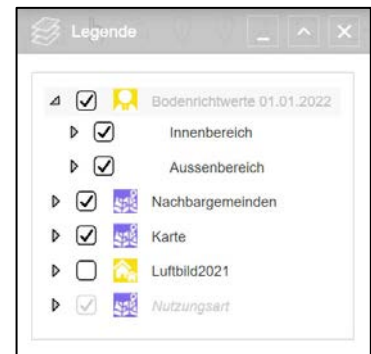 Legende
Bodenrichtwerte 01.01.2022
Innenbereich
Aussenbereich
Nachbargemeinden
Karte
Luftbild2021
Nutzungsart